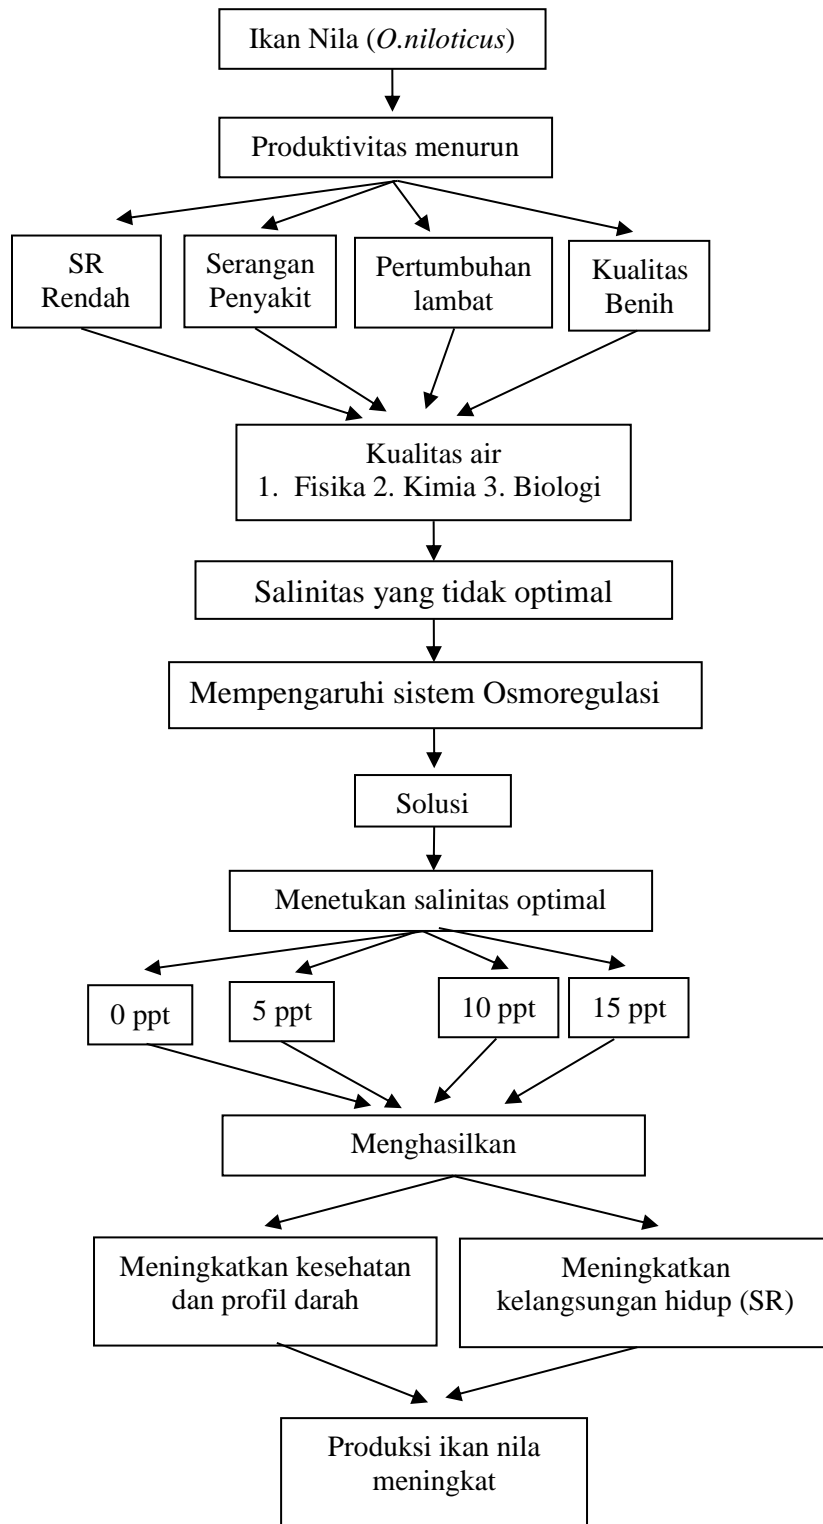 Ikan Nila (O.niloticus)
Produktivitas menurun
SR
Rendah
Serangan
Penyakit
Pertumbuhan
lambat
Kualitas
Benih
Kualitas air
1. Fisika 2. Kimia 3. Biologi
Salinitas yang tidak optimal
Mempengaruhi sistem Osmoregulasi
Solusi
Menetukan salinitas optimal
0 ppt
5 ppt
10 ppt
15 ppt
Menghasilkan
Meningkatkan kesehatan
dan profil darah
Meningkatkan
kelangsungan hidup (SR)
Produksi ikan nila
meningkat